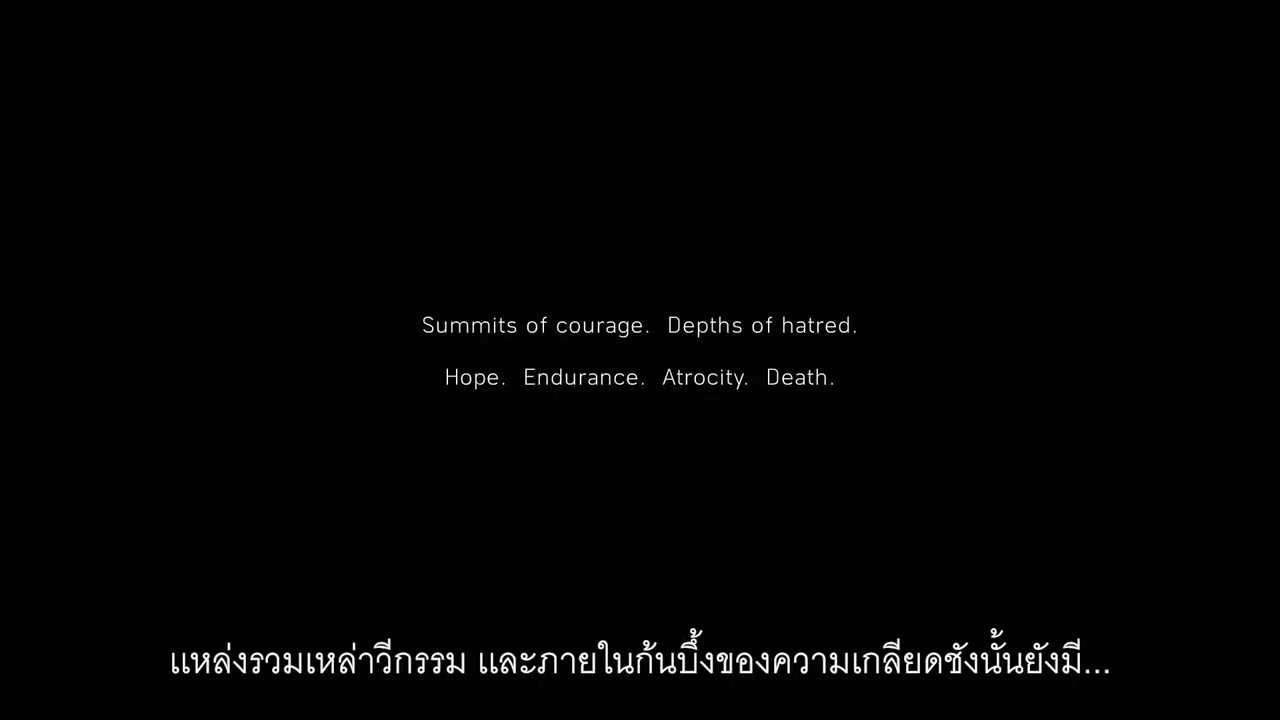 Summits of courage.  Depths of hatred.
Hope.  Endurance.  Atrocity.  Death.
แหล่งรวมเหล่าวีกรรม และภายในก้นบึ้งของความเกลียดชังนั้นยังมี...